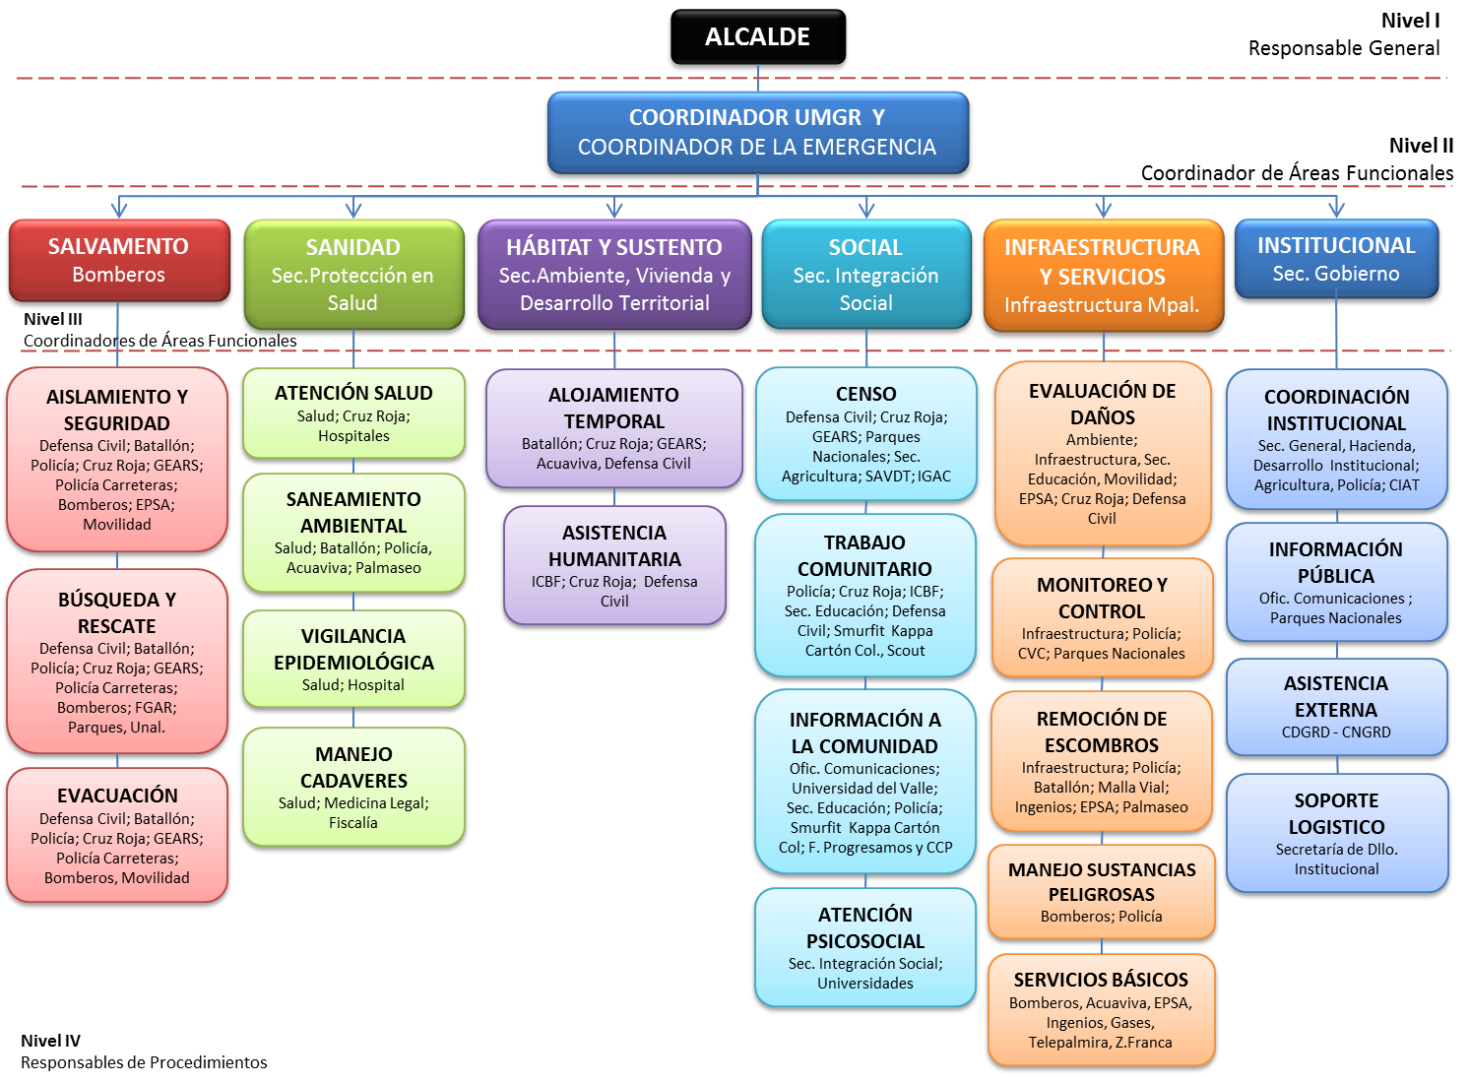 ALCALDE
Nivel I
Responsable General
COORDINADOR UMGR Y
COORDINADOR DE LA EMERGENCIA
Nivel II
Coordinador de Áreas Funcionales
SALVAMENTO
Bomberos
SANIDAD
Sec.Protección en
Salud
HÁBITAT Y SUSTENTO
Sec.Ambiente, Vivienda y
Desarrollo Territorial
SOCIAL
Sec. Integración
Social
INFRAESTRUCTURA
Y SERVICIOS
Infraestructura Mpal.
INSTITUCIONAL
Sec. Gobierno
Nivel III
Coordinadores de Áreas Funcionales
AISLAMIENTO Y
SEGURIDAD
Defensa Civil; Batallón;
Policía; Cruz Roja; GEARS;
Policía Carreteras;
Bomberos; EPSA;
Movilidad
BÚSQUEDA Y
RESCATE
Defensa Civil; Batallón;
Policía; Cruz Roja; GEARS;
Policía Carreteras;
Bomberos; FGAR;
Parques, Unal.
EVACUACIÓN
Defensa Civil; Batallón;
Policía; Cruz Roja; GEARS;
Policía Carreteras;
Bomberos, Movilidad
ATENCIÓN SALUD
Salud; Cruz Roja;
Hospitales
SANEAMIENTO
AMBIENTAL
Salud; Batallón; Policía,
Acuaviva; Palmaseo
VIGILANCIA
EPIDEMIOLÓGICA
Salud; Hospital
MANEJO
CADAVERES
Salud; Medicina Legal;
Fiscalía
ALOJAMIENTO
TEMPORAL
Batallón; Cruz Roja; GEARS;
Acuaviva, Defensa Civil
ASISTENCIA
HUMANITARIA
ICBF; Cruz Roja; Defensa
Civil
CENSO
Defensa Civil; Cruz Roja;
GEARS; Parques
Nacionales; Sec.
Agricultura; SAVDT; IGAC
TRABAJO
COMUNITARIO
Policía; Cruz Roja; ICBF;
Sec. Educación; Defensa
Civil; Smurfit Kappa
Cartón Col., Scout
INFORMACIÓN A
LA COMUNIDAD
Ofic. Comunicaciones;
Universidad del Valle;
Sec. Educación; Policía;
Smurfit Kappa Cartón
Col; F. Progresamos y CCP
ATENCIÓN
PSICOSOCIAL
Sec. Integración Social;
Universidades
EVALUACIÓN DE
DAÑOS
Ambiente;
Infraestructura, Sec.
Educación, Movilidad;
EPSA; Cruz Roja; Defensa
Civil
MONITOREO Y
CONTROL
Infraestructura; Policía;
CVC; Parques Nacionales
REMOCIÓN DE
ESCOMBROS
Infraestructura; Policía;
Batallón; Malla Vial;
Ingenios; EPSA; Palmaseo
MANEJO SUSTANCIAS
PELIGROSAS
Bomberos; Policía
SERVICIOS BÁSICOS
Bomberos, Acuaviva, EPSA,
Ingenios, Gases,
Telepalmira, Z.Franca
COORDINACIÓN
INSTITUCIONAL
Sec. General, Hacienda,
Desarrollo Institucional;
Agricultura, Policía; CIAT
INFORMACIÓN
PÚBLICA
Ofic. Comunicaciones ;
Parques Nacionales
ASISTENCIA
EXTERNA
CDGRD - CNGRD
SOPORTE
LOGISTICO
Secretaría de Dllo.
Institucional
Nivel IV
Responsables de Procedimientos